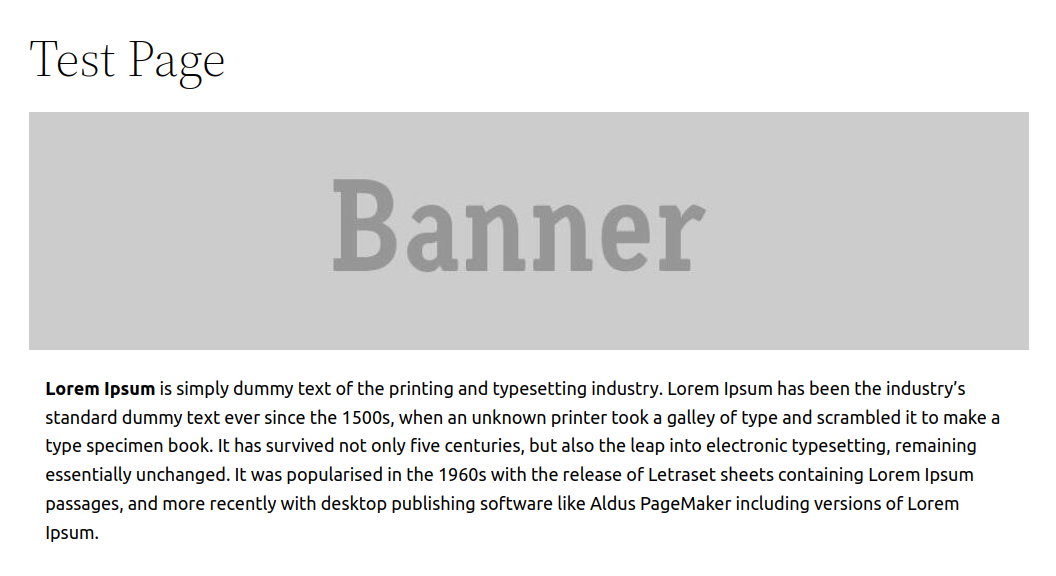 Test Page
Banner
Lorem Ipsum is simply dummy text of the printing and typesetting industry. Lorem Ipsum has been the industry’s
standard dummy text ever since the 1500s, when an unknown printer took a galley of type and scrambled it to make a
type specimen book. It has survived not only five centuries, but also the leap into electronic typesetting, remaining
essentially unchanged. It was popularised in the 1960s with the release of Letraset sheets containing Lorem Ipsum
passages, and more recently with desktop publishing software like Aldus PageMaker including versions of Lorem
Ipsum.